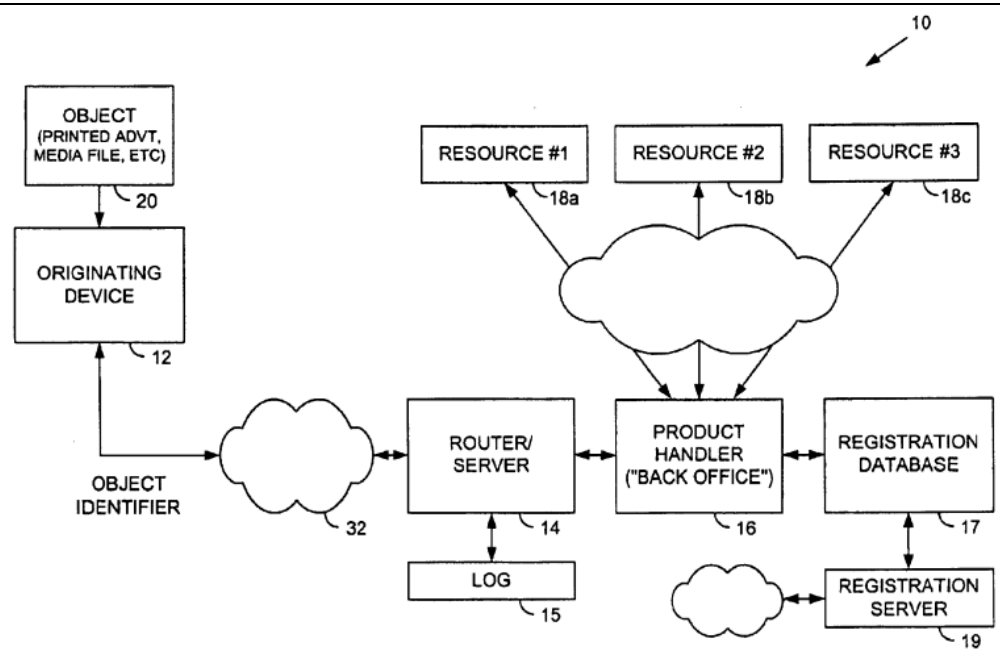 10
OBJECT
(PRINTED ADVT,
MEDIA FILE, ETC)
20
RESOURCE #1
18a
RESOURCE #2
18b
RESOURCE #3
18c
ORIGINATING
DEVICE
12
OBJECT
IDENTIFIER
32
ROUTER/
SERVER
14
LOG
15
PRODUCT
HANDLER
("BACK OFFICE")
16
REGISTRATION
DATABASE
17
REGISTRATION
SERVER
19